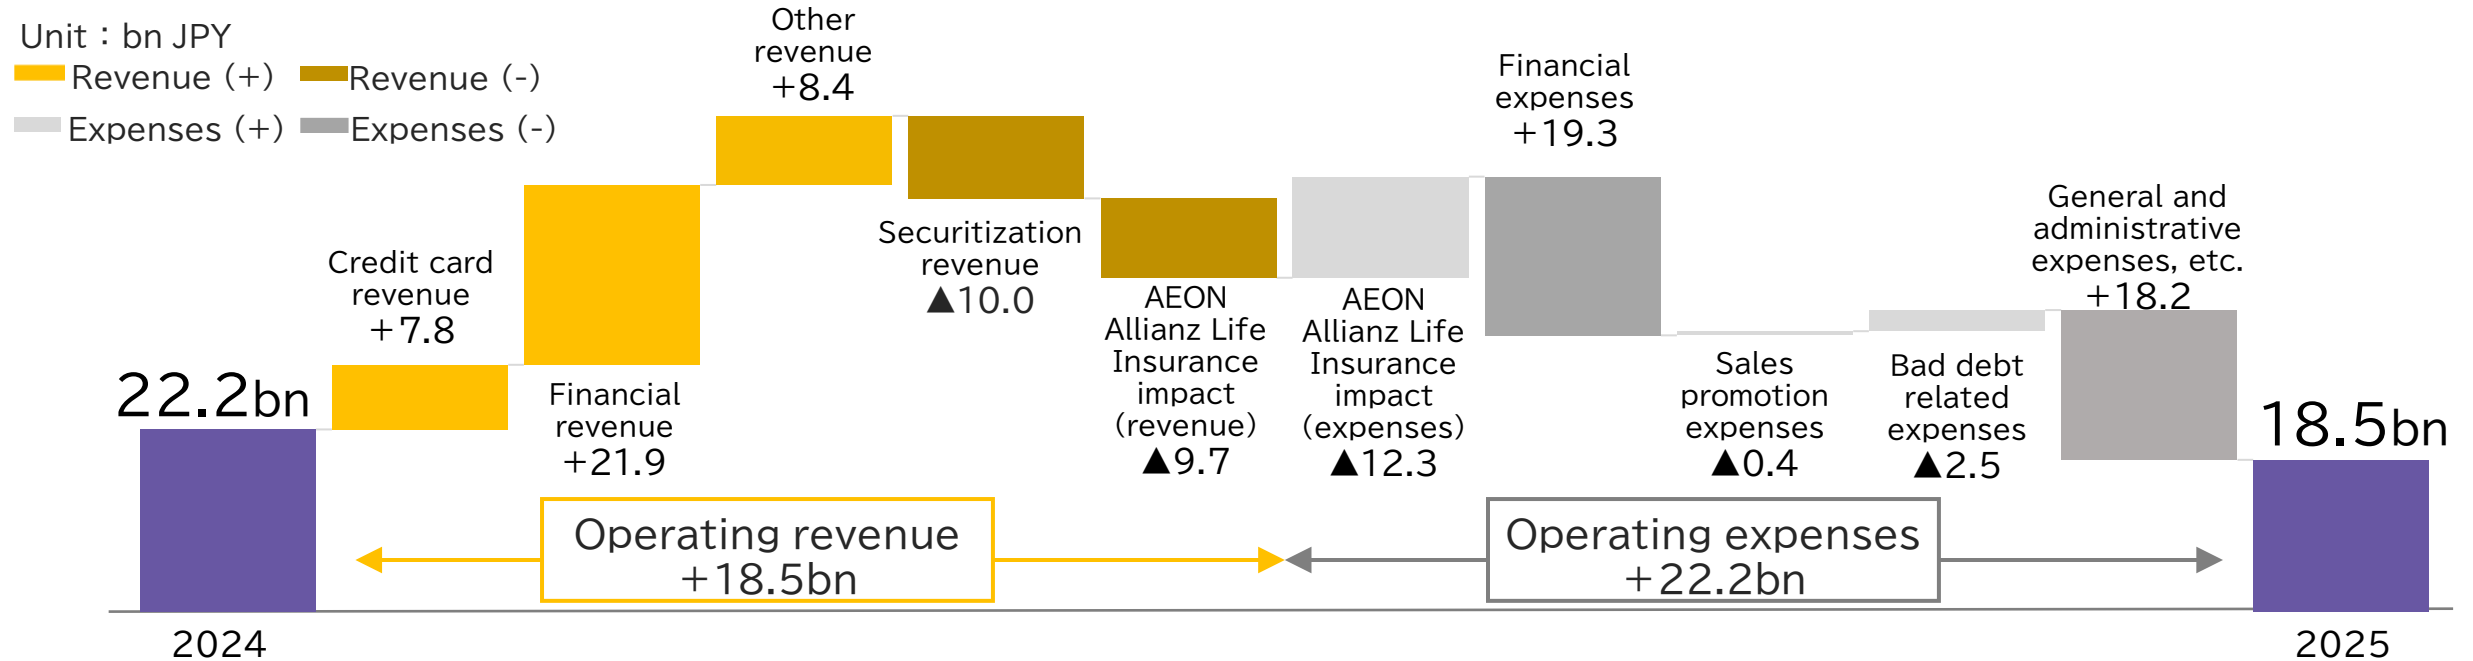 Unit：bn JPY
Revenue (+)
Revenue (-)
Expenses (+)
Expenses (-)
22.2bn
Credit card
revenue
+7.8
Financial
revenue
+21.9
Other
revenue
+8.4
Securitization
revenue
▲10.0
AEON
Allianz Life
Insurance
impact
(revenue)
▲9.7
AEON
Allianz Life
Insurance
impact
(expenses)
▲12.3
Financial
expenses
+19.3
Sales
promotion
expenses
▲0.4
Bad debt
related
expenses
▲2.5
General and
administrative
expenses, etc.
+18.2
18.5bn
Operating revenue
+18.5bn
Operating expenses
+22.2bn
2024
2025